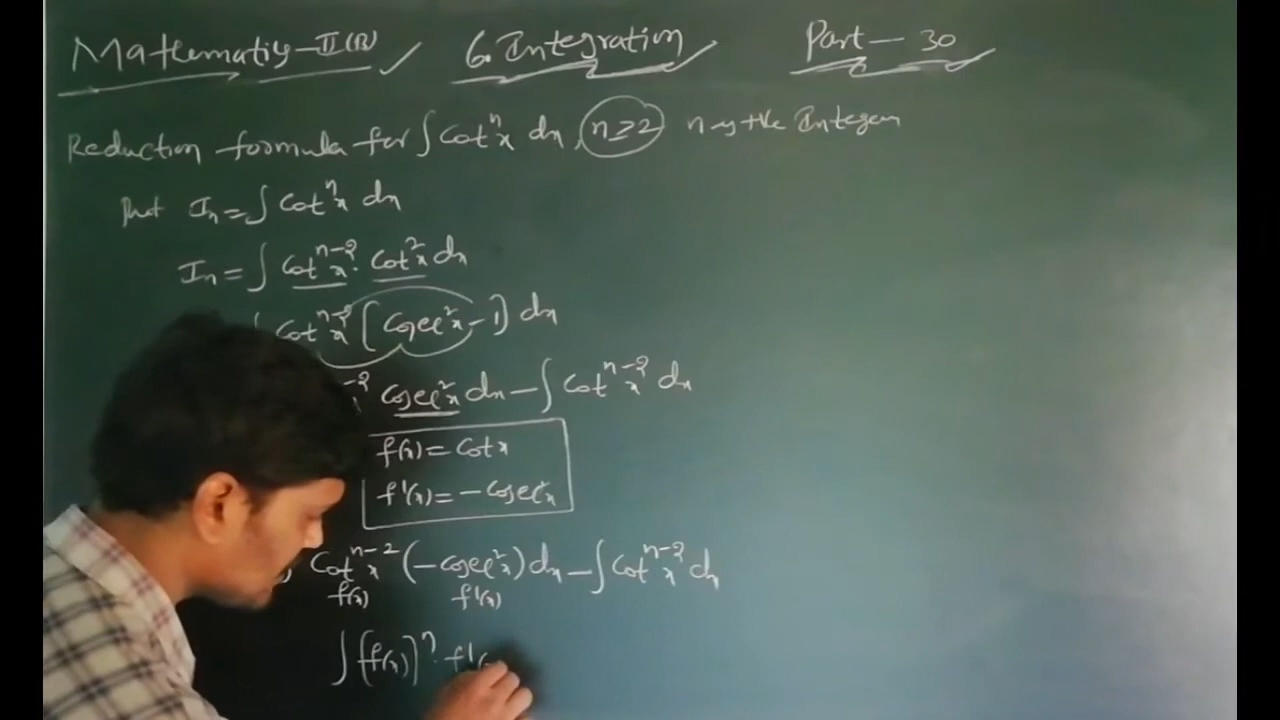 Mathematics-II(B) 6. Integration Part - 30
Reduction formula for ∫ Cotⁿx dx, n≥2 n is +ve Integer
Put Iₙ = ∫ Cotⁿx dx
Iₙ = ∫ Cotⁿ⁻²x · Cot²x dx
∫ Cotⁿ⁻²x [Cosec²x - 1] dx
⁻² Cosec²x dx - ∫ Cotⁿ⁻²x dx
f(x) = Cotx
f'(x) = - Cosec²x
Cotⁿ⁻²x (-Cosec²x) dx - ∫ Cotⁿ⁻²x dx
f(x) f'(x)
∫ [f(x)]ⁿ · f'(